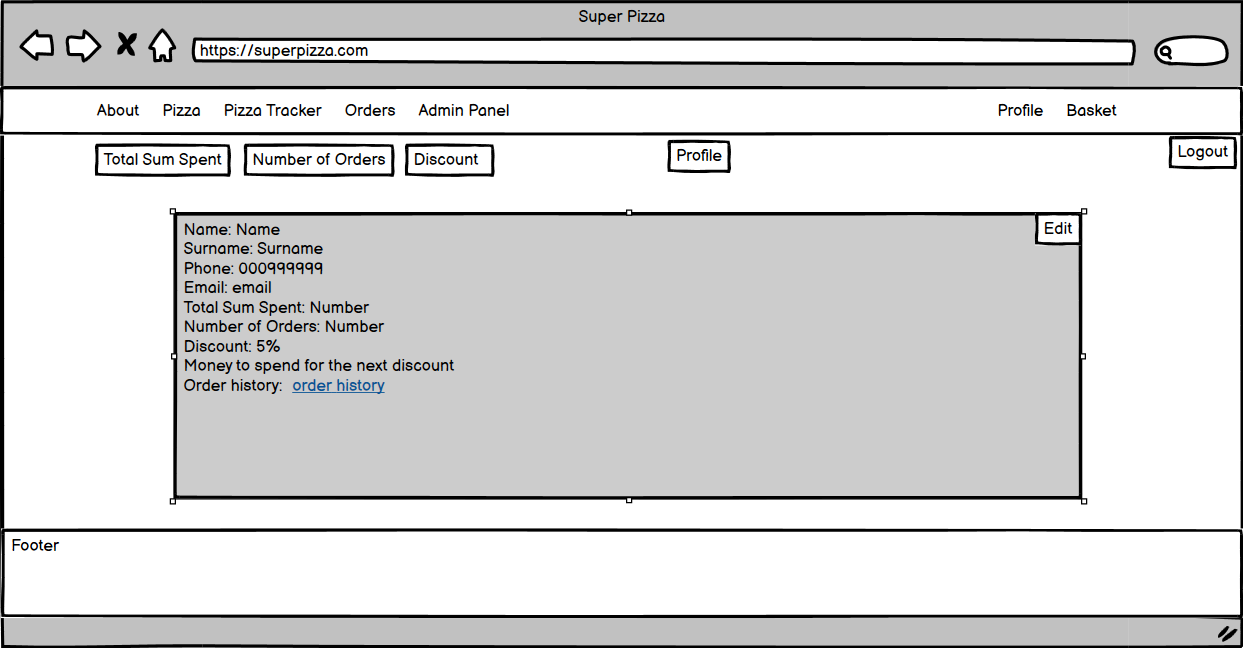 Super Pizza
https://superpizza.com
About Pizza Pizza Tracker Orders Admin Panel Profile Basket
Total Sum Spent Number of Orders Discount Profile Logout
Name: Name Edit
Surname: Surname
Phone: 000999999
Email: email
Total Sum Spent: Number
Number of Orders: Number
Discount: 5%
Money to spend for the next discount
Order history: order history
Footer